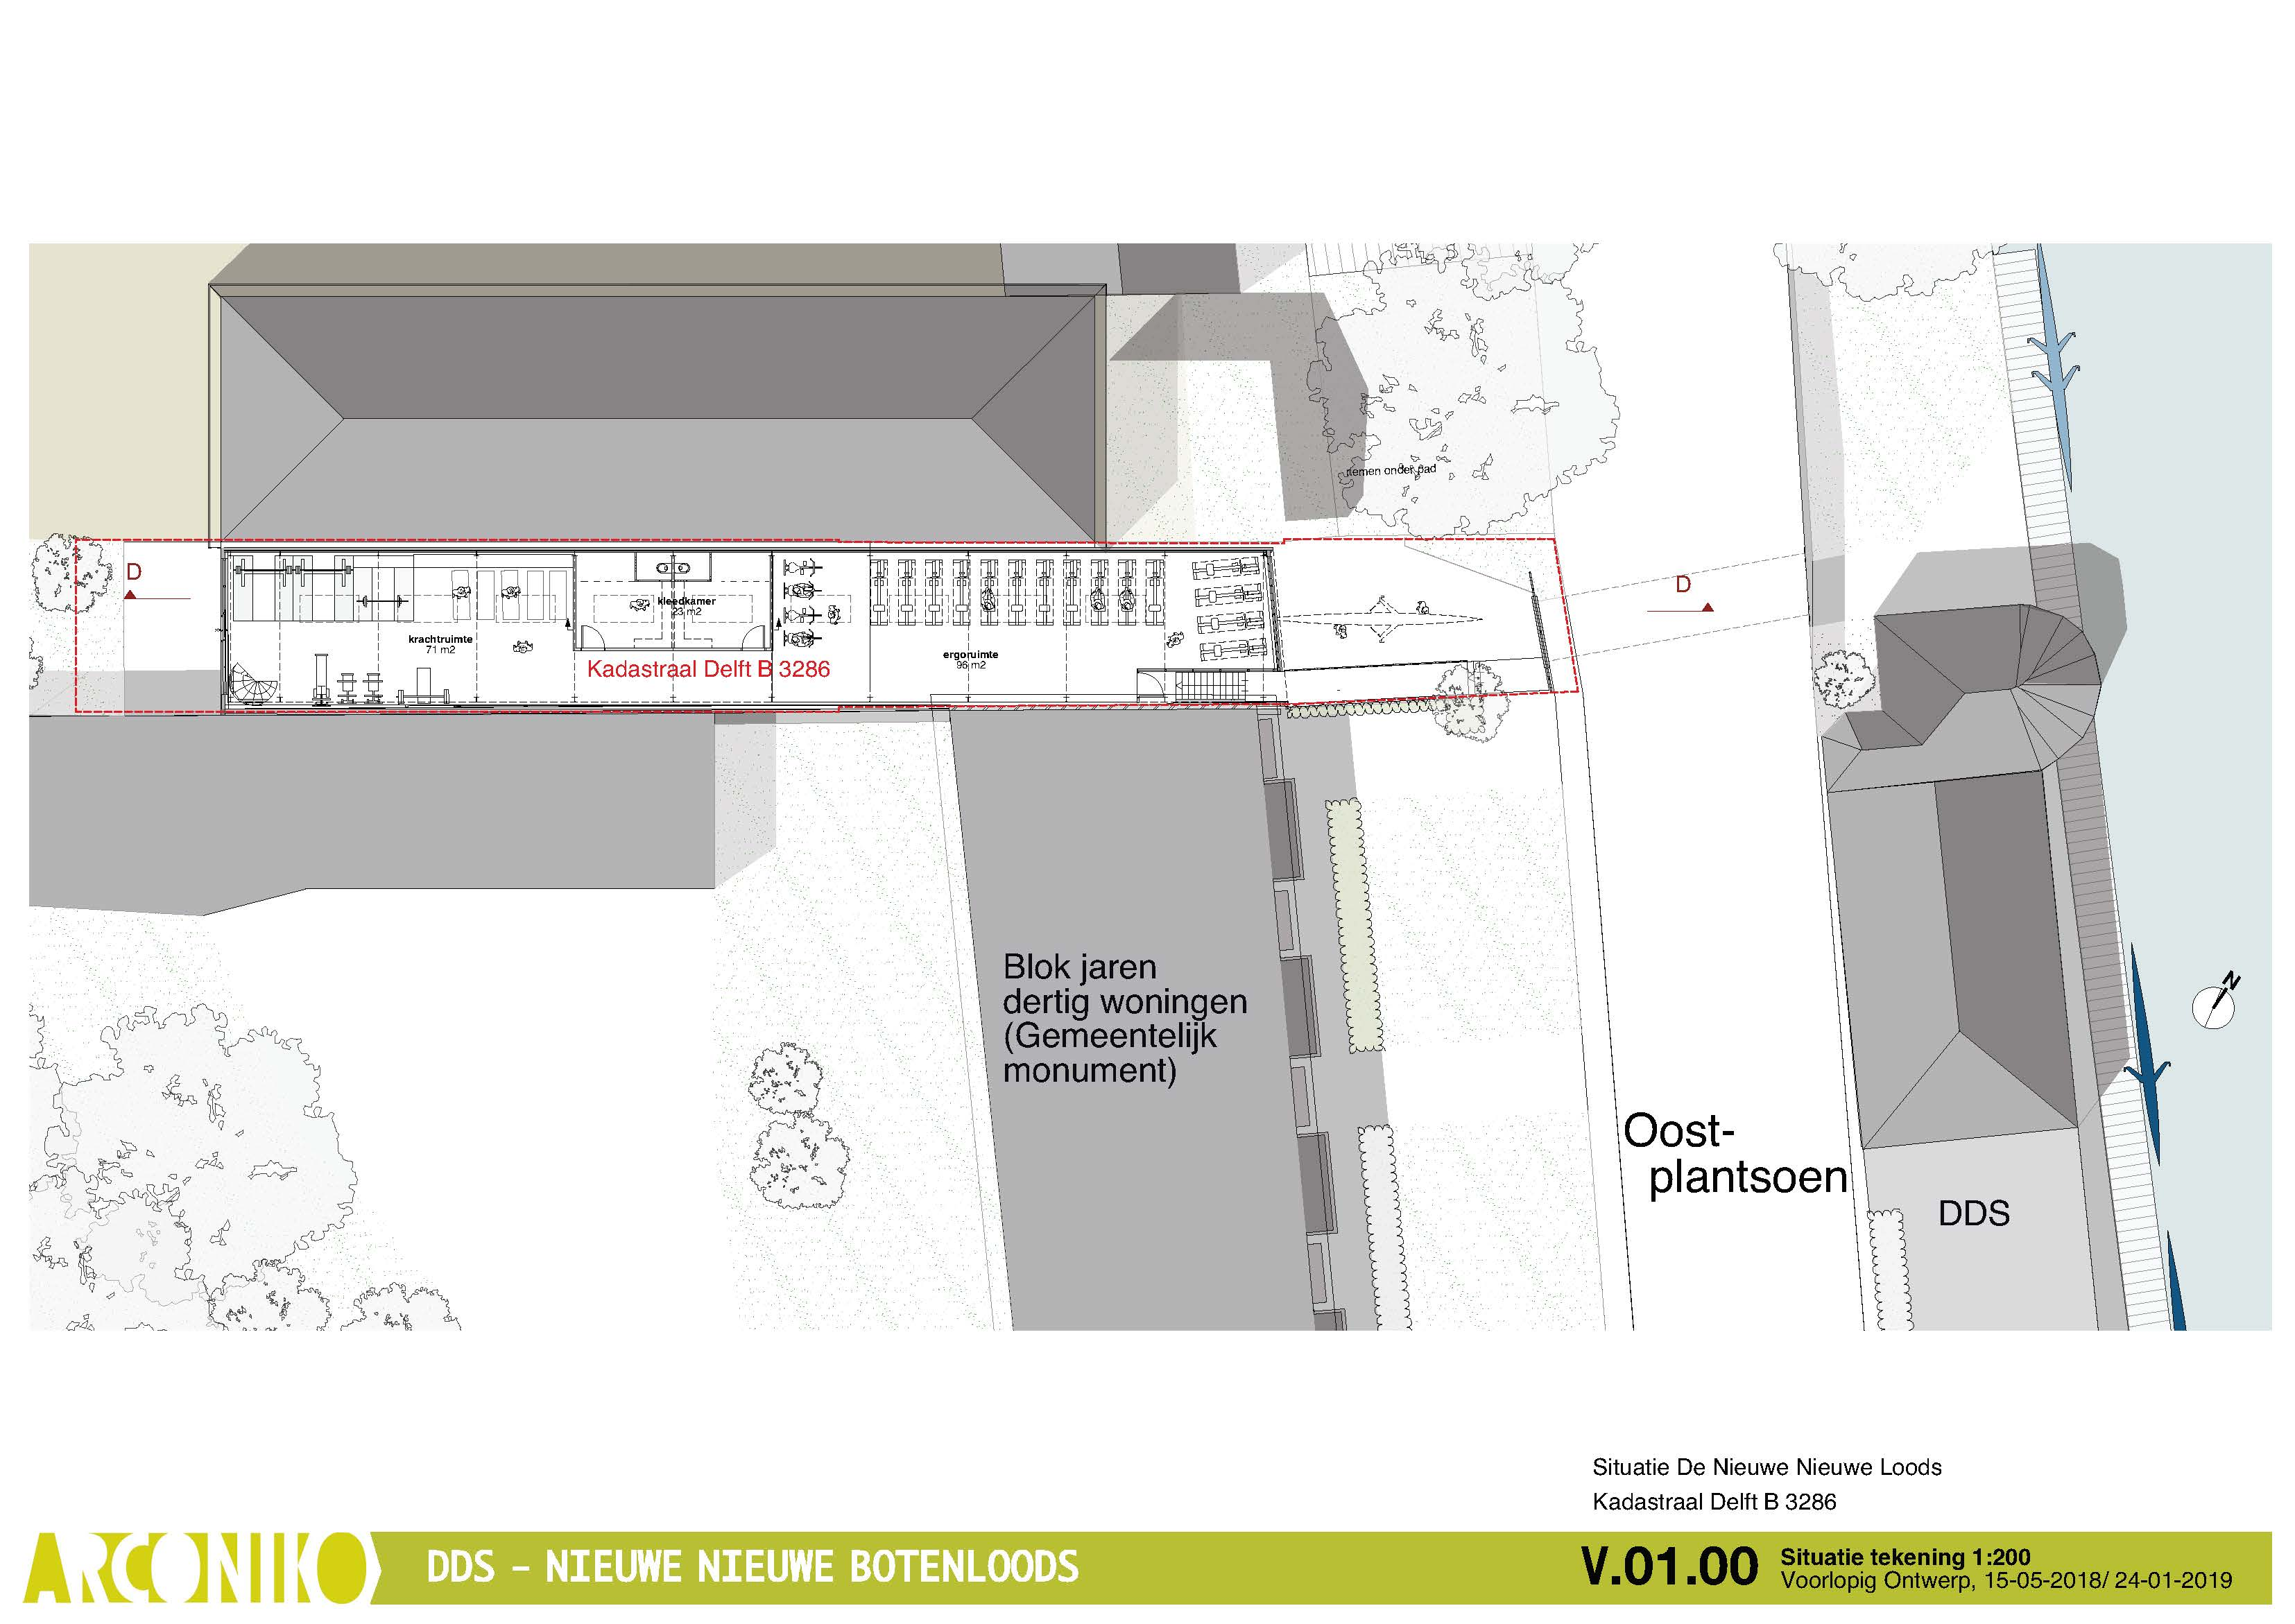 riemen onder pad
D
D
kleedkamer
23 m2
krachtruimte
71 m2
ergoruimte
96 m2
Kadastraal Delft B 3286
Blok jaren
dertig woningen
(Gemeentelijk
monument)
N
Oost-
plantsoen
DDS
Situatie De Nieuwe Nieuwe Loods
Kadastraal Delft B 3286
ARCONIKO
DDS – NIEUWE NIEUWE BOTENLOODS
V.01.00
Situatie tekening 1:200
Voorlopig Ontwerp, 15-05-2018/ 24-01-2019